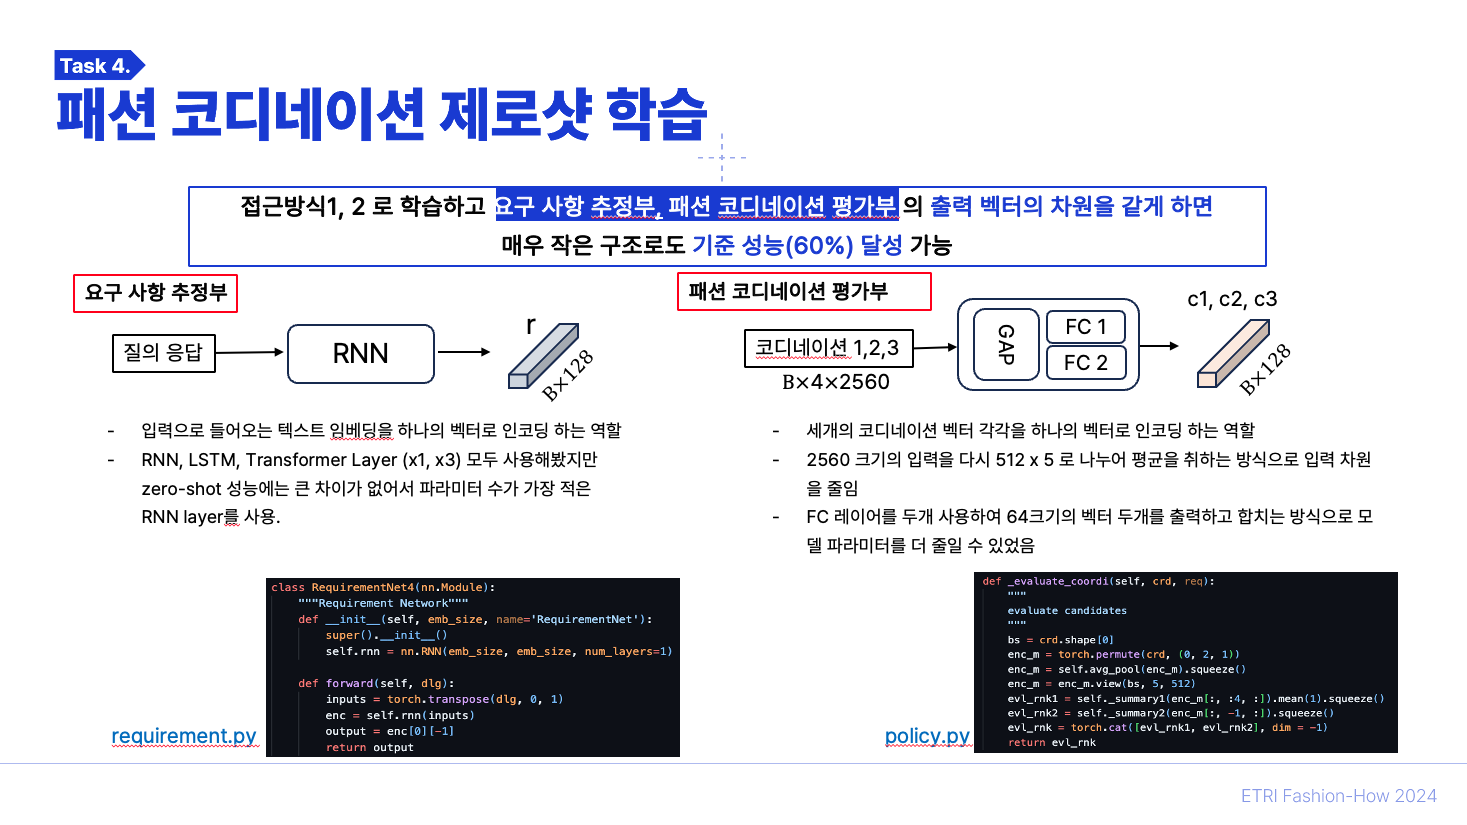 Task 4.
패션 코디네이션 제로샷 학습
접근방식1, 2 로 학습하고 요구 사항 추정부, 패션 코디네이션 평가부 의 출력 벡터의 차원을 같게 하면
매우 작은 구조로도 기준 성능(60%) 달성 가능
요구 사항 추정부
질의 응답
RNN
r
B×128
- 입력으로 들어오는 텍스트 임베딩을 하나의 벡터로 인코딩 하는 역할
- RNN, LSTM, Transformer Layer (x1, x3) 모두 사용해봤지만
zero-shot 성능에는 큰 차이가 없어서 파라미터 수가 가장 적은
RNN layer를 사용.
class RequirementNet4(nn.Module):
"""Requirement Network"""
def __init__(self, emb_size, name='RequirementNet'):
super().__init__()
self.rnn = nn.RNN(emb_size, emb_size, num_layers=1)
def forward(self, dlg):
inputs = torch.transpose(dlg, 0, 1)
enc = self.rnn(inputs)
output = enc[0][-1]
return output
requirement.py
패션 코디네이션 평가부
코디네이션 1,2,3
B×4×2560
GAP
FC 1
FC 2
c1, c2, c3
B×128
- 세개의 코디네이션 벡터 각각을 하나의 벡터로 인코딩 하는 역할
- 2560 크기의 입력을 다시 512 x 5 로 나누어 평균을 취하는 방식으로 입력 차원
을 줄임
- FC 레이어를 두개 사용하여 64크기의 벡터 두개를 출력하고 합치는 방식으로 모
델 파라미터를 더 줄일 수 있었음
def _evaluate_coordi(self, crd, req):
"""
evaluate candidates
"""
bs = crd.shape[0]
enc_m = torch.permute(crd, (0, 2, 1))
enc_m = self.avg_pool(enc_m).squeeze()
enc_m = enc_m.view(bs, 5, 512)
evl_rnk1 = self._summary1(enc_m[:, :4, :]).mean(1).squeeze()
evl_rnk2 = self._summary2(enc_m[:, -1, :]).squeeze()
evl_rnk = torch.cat([evl_rnk1, evl_rnk2], dim = -1)
return evl_rnk
policy.py
ETRI Fashion-How 2024